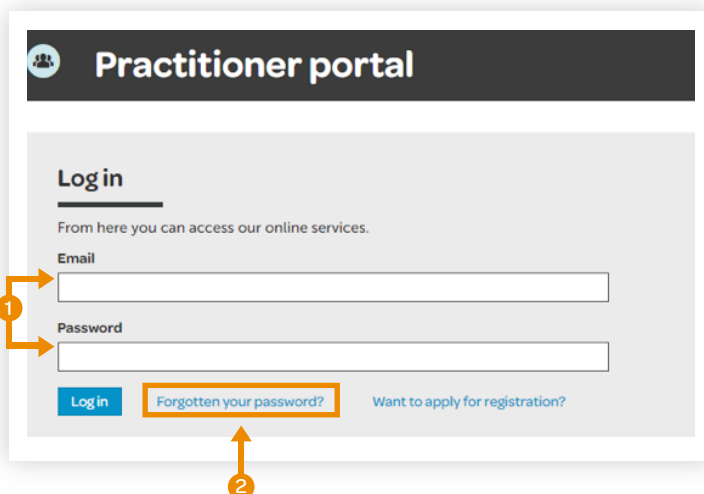 Practitioner portal
Log in
From here you can access our online services.
Email
1
Password
Log in Forgotten your password? Want to apply for registration?
2